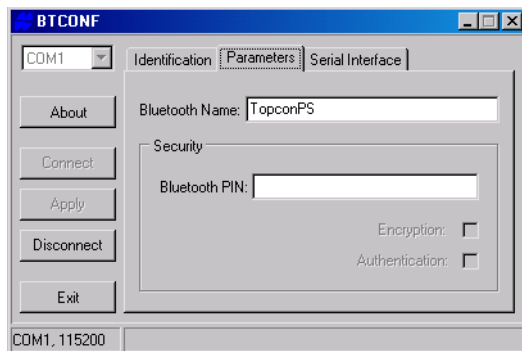 BTCONF
COM1
Identification Parameters Serial Interface
About
Bluetooth Name: TopconPS
Security
Connect
Bluetooth PIN:
Apply
Encryption:
Disconnect
Authentication:
Exit
COM1, 115200